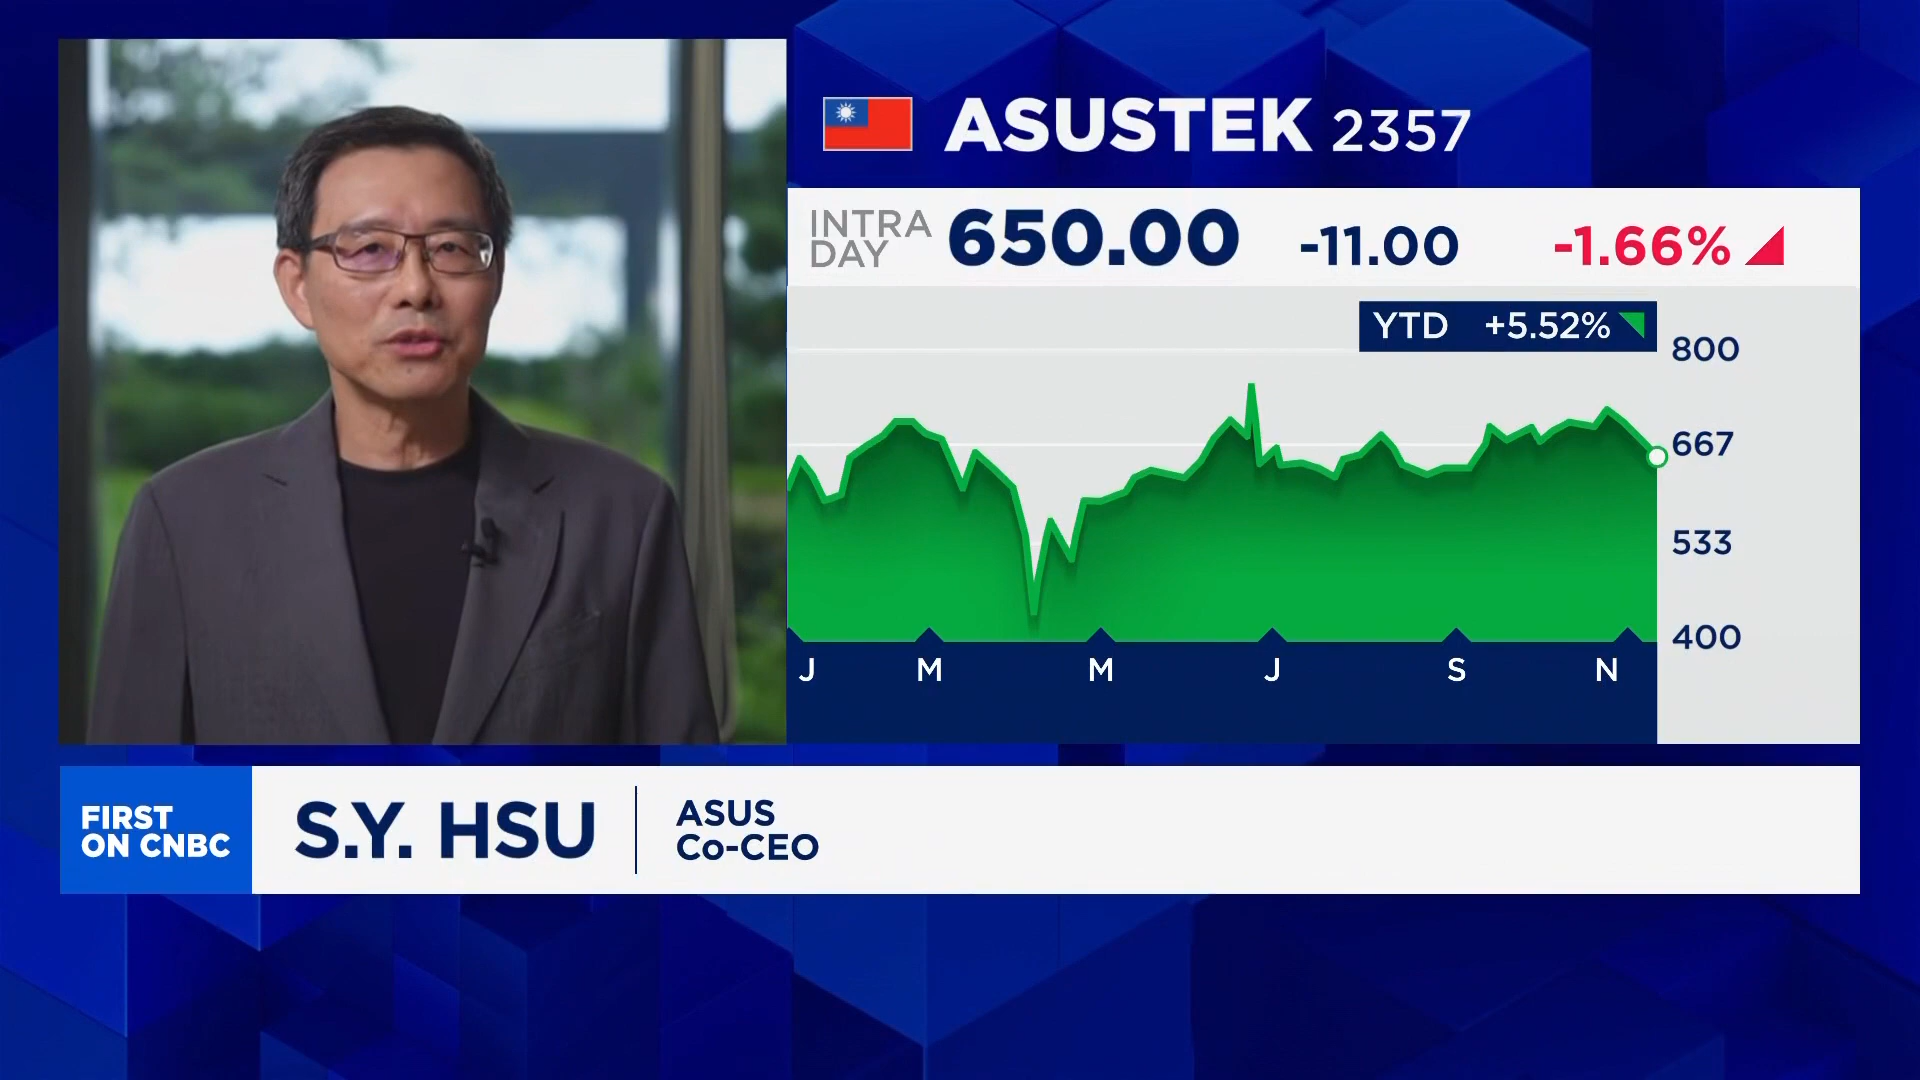 ASUSTEK 2357
INTRA
DAY
650.00
-11.00
-1.66%
YTD +5.52%
800
667
533
400
J M M J S N
FIRST
ON CNBC
S.Y. HSU
ASUS
Co-CEO